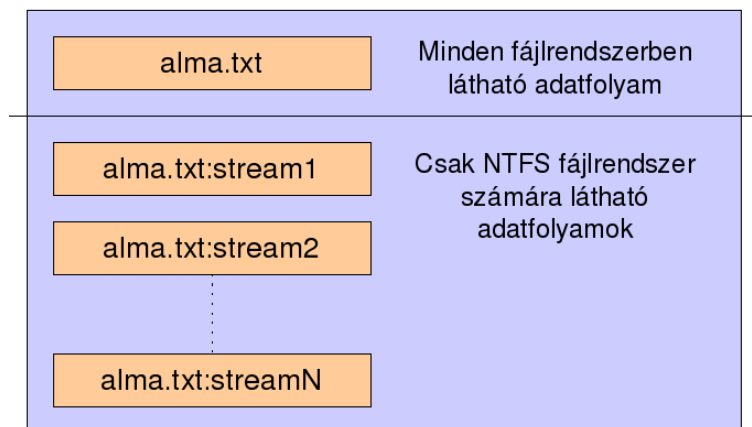 alma.txt
Minden fájlrendszerben
látható adatfolyam
alma.txt:stream1
Csak NTFS fájlrendszer
számára látható
adatfolyamok
alma.txt:stream2
alma.txt:streamN